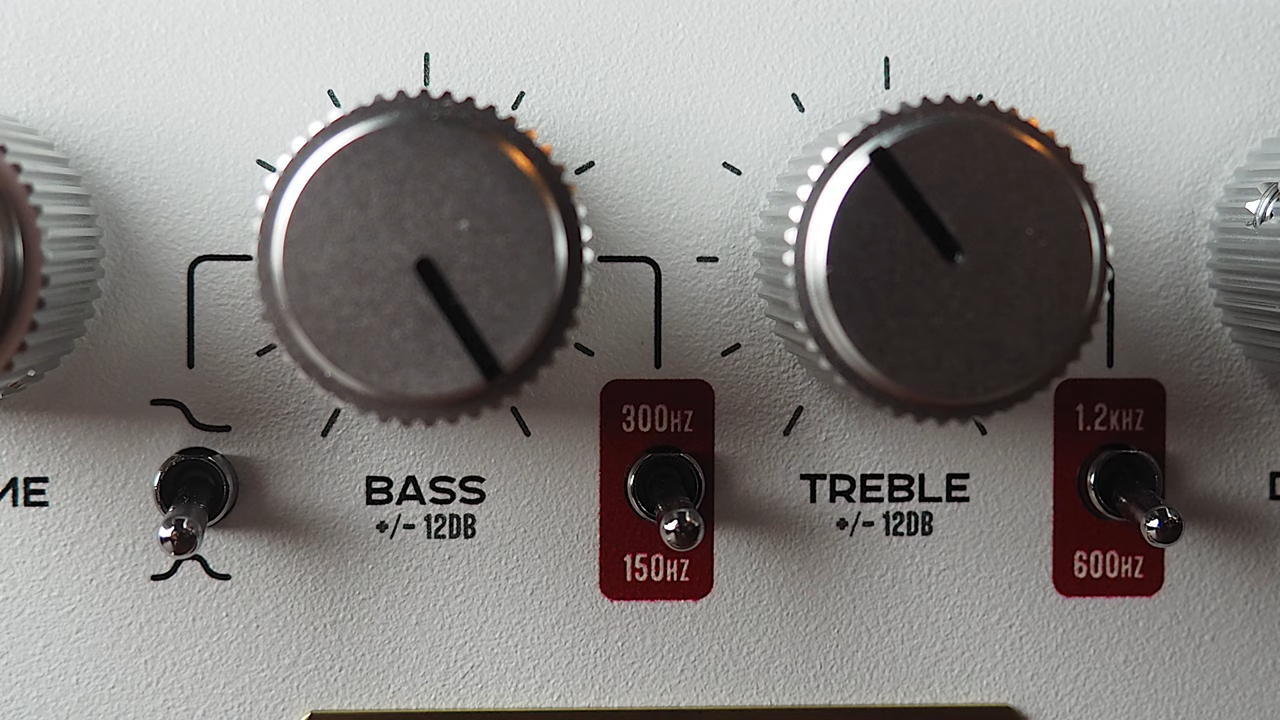 300HZ
1.2KHZ
BASS
+/- 12DB
TREBLE
+/- 12DB
150HZ
600HZ